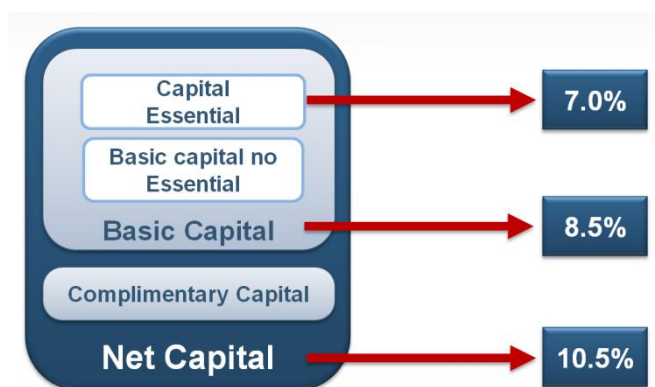 Capital
Essential
7.0%
Basic capital no
Essential
Basic Capital
8.5%
Complimentary Capital
Net Capital
10.5%